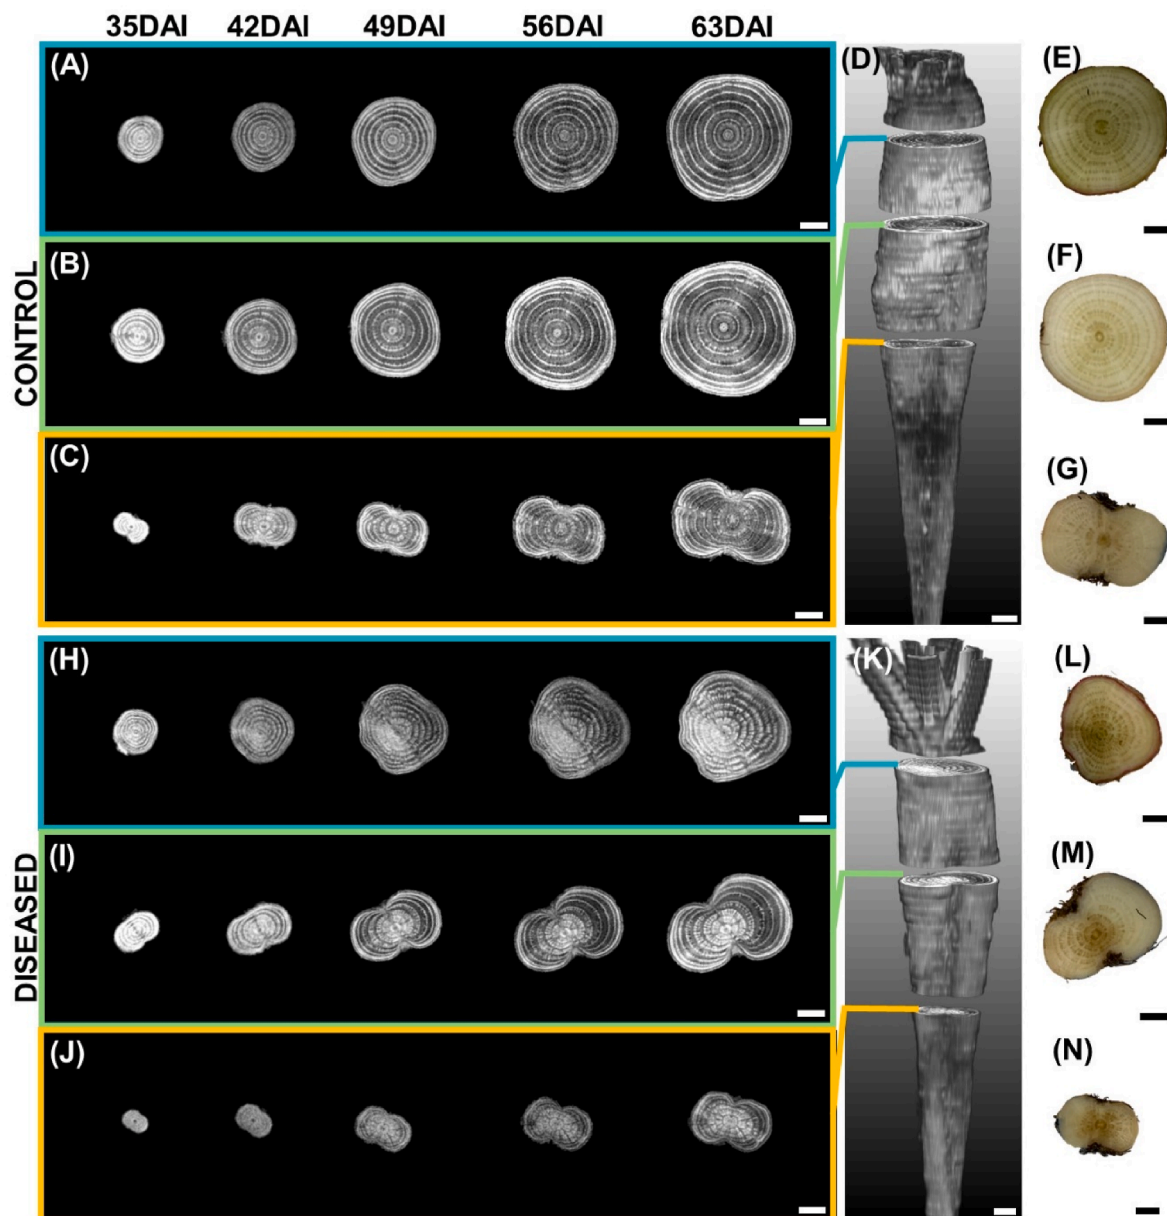 35DAI 42DAI 49DAI 56DAI 63DAI
(A)
(D)
(E)
(B)
(F)
CONTROL
(C)
(G)
(H)
(K)
(L)
(I)
(M)
DISEASED
(J)
(N)